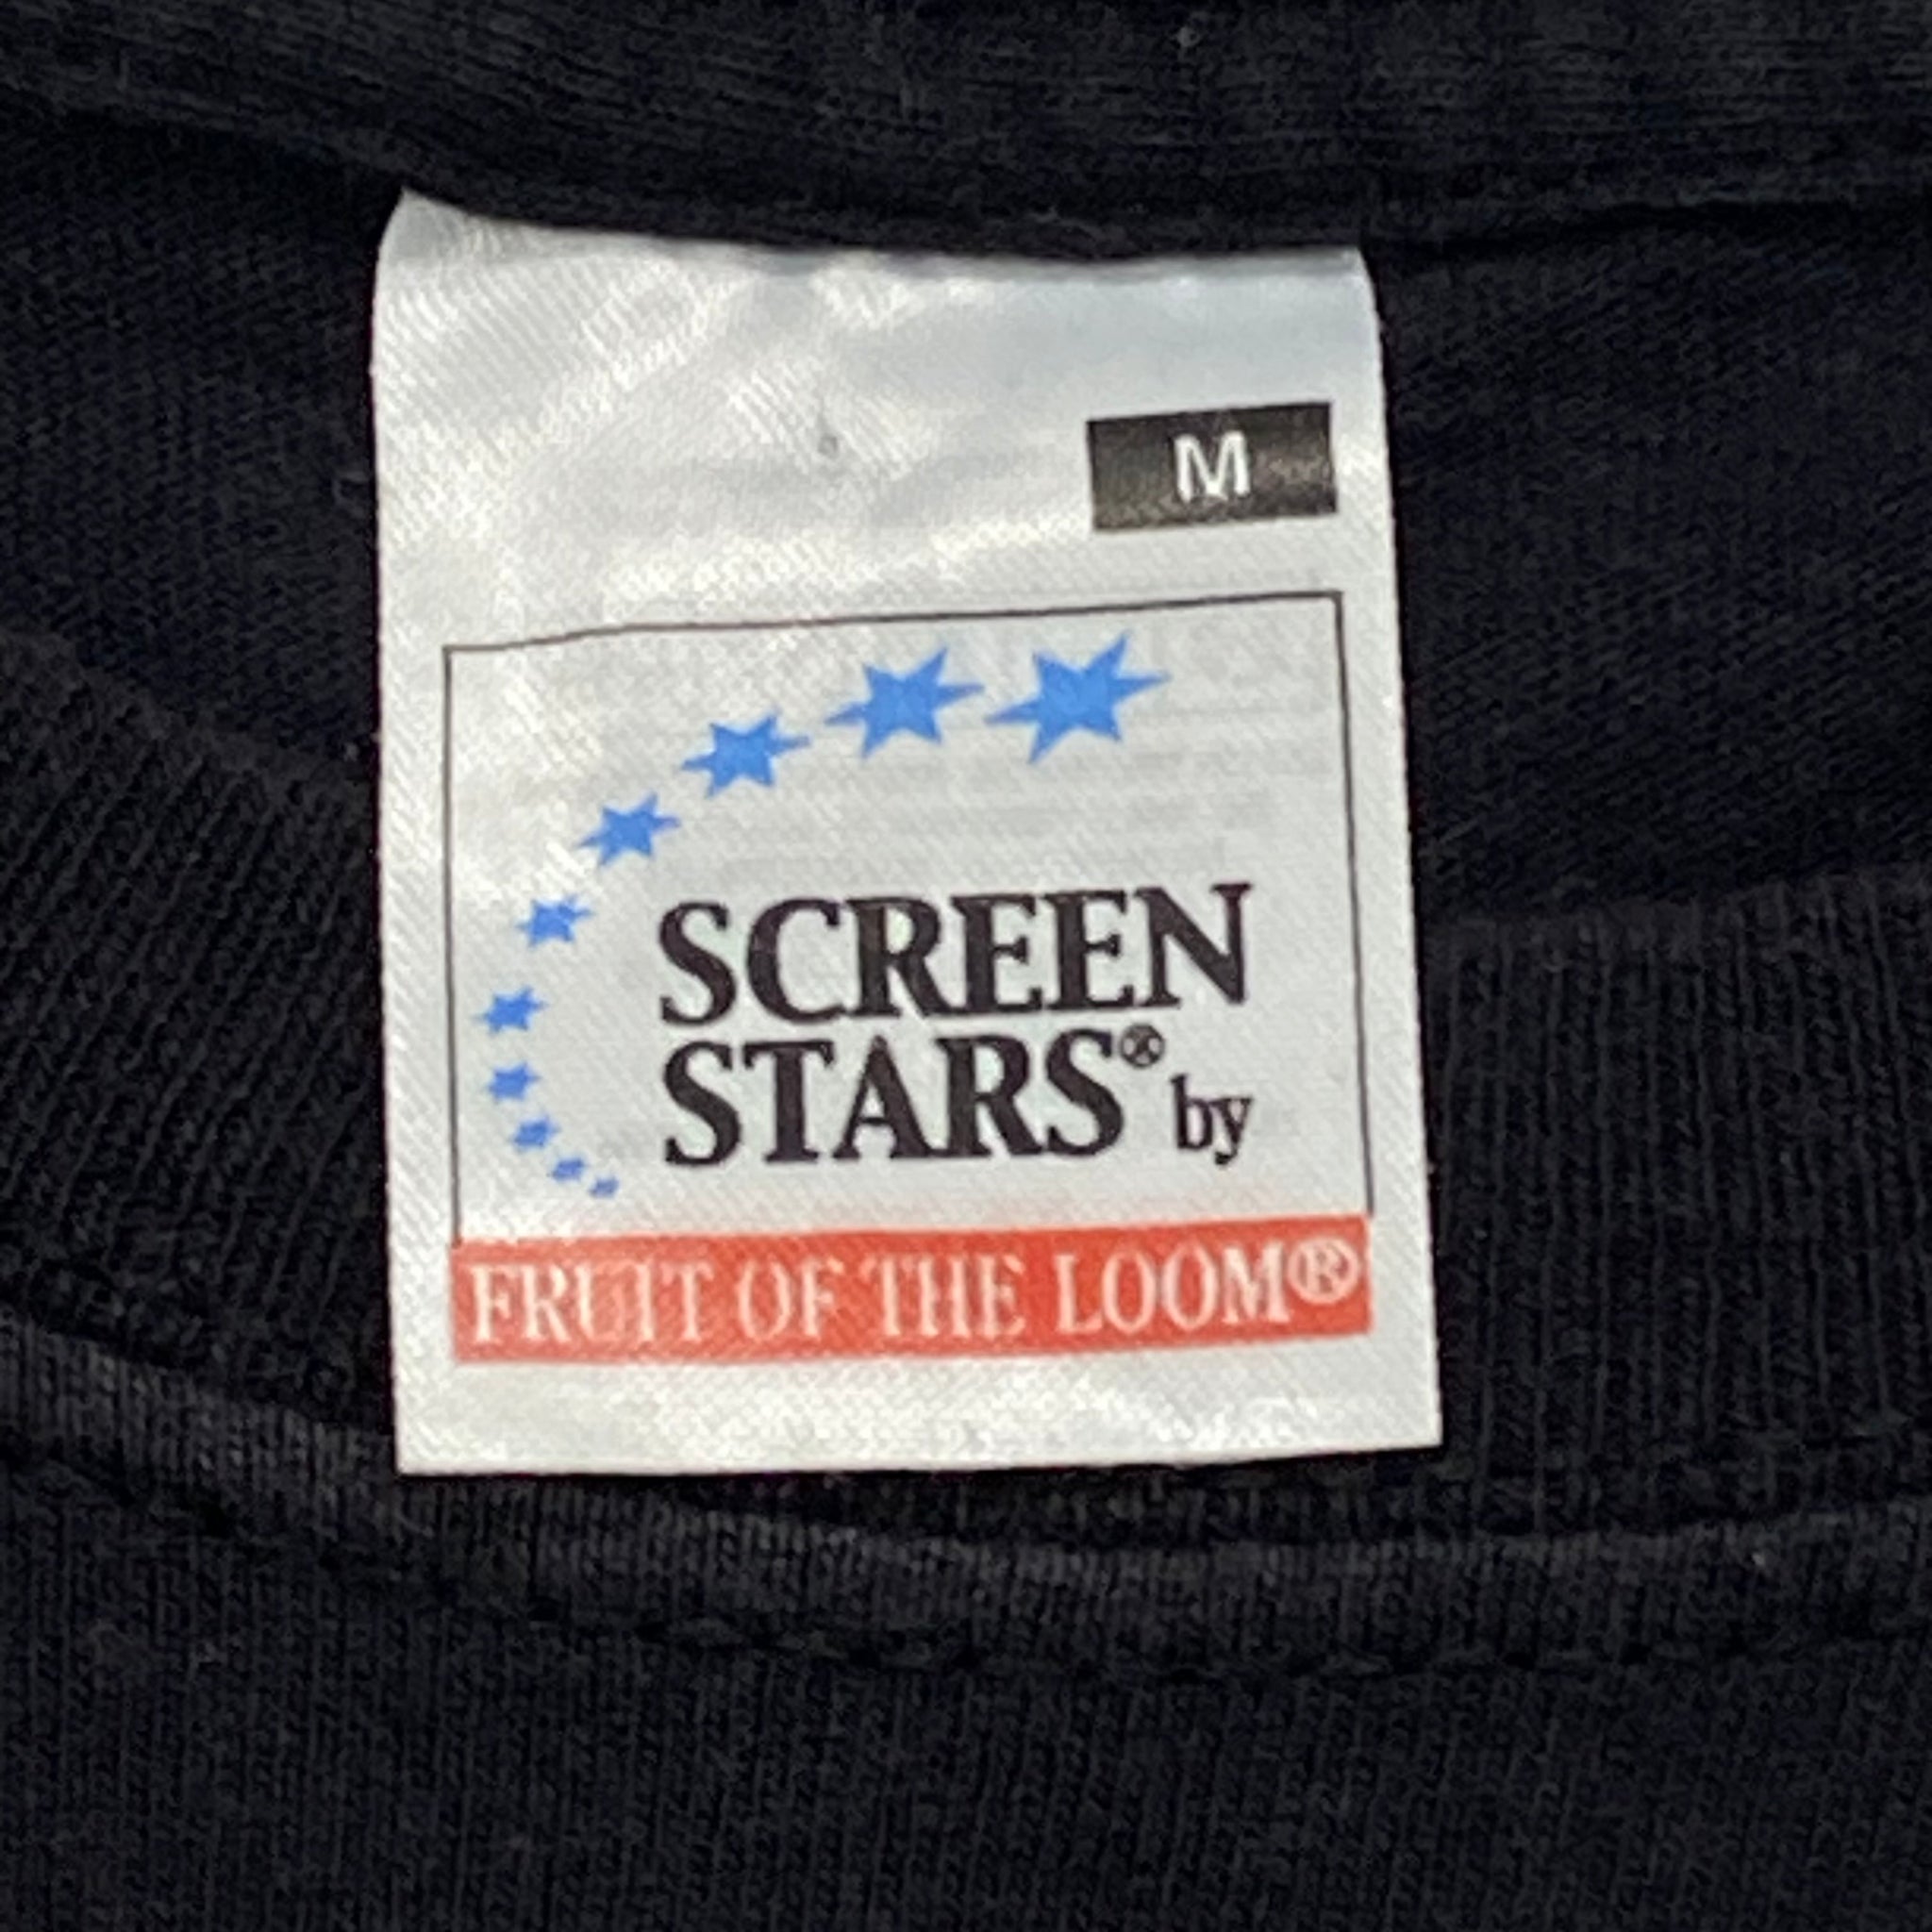 M
SCREEN
STARS® by
FRUIT OF THE LOOM®